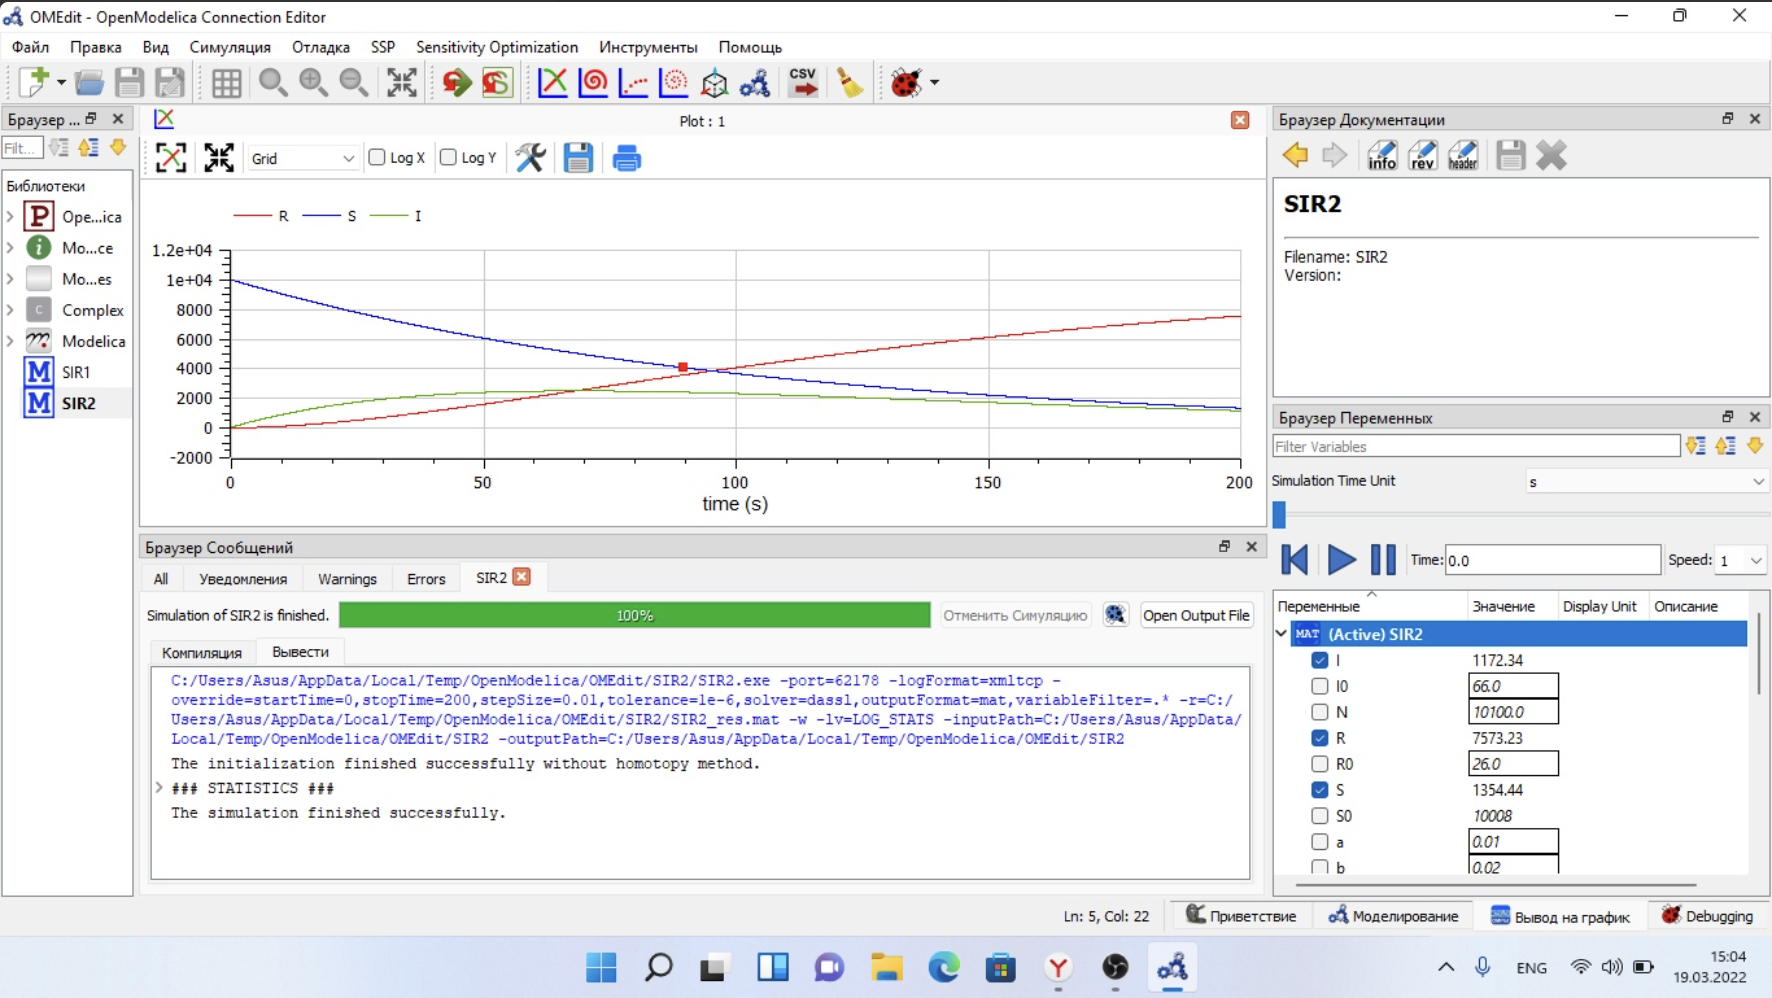 OMEdit - OpenModelica Connection Editor
Файл Правка Вид Симуляция Отладка SSP Sensitivity Optimization Инструменты Помощь
CSV
Браузер ...
Filt...
Библиотеки
P Ope...ica
i Mo...ce
Mo...es
C Complex
m Modelica
M SIR1
M SIR2
Plot : 1
Grid Log X Log Y
R S I
1.2e+04
1e+04
8000
6000
4000
2000
0
-2000
0 50 100 150 200
time (s)
Браузер Сообщений
All Уведомления Warnings Errors SIR2
Simulation of SIR2 is finished. 100% Отменить Симуляцию Open Output File
Компиляция Вывести
C:/Users/Asus/AppData/Local/Temp/OpenModelica/OMEdit/SIR2/SIR2.exe -port=62178 -logFormat=xmltcp -
override=startTime=0,stopTime=200,stepSize=0.01,tolerance=1e-6,solver=dassl,outputFormat=mat,variableFilter=.* -r=C:/
Users/Asus/AppData/Local/Temp/OpenModelica/OMEdit/SIR2/SIR2_res.mat -w -lv=LOG_STATS -inputPath=C:/Users/Asus/AppData/
Local/Temp/OpenModelica/OMEdit/SIR2 -outputPath=C:/Users/Asus/AppData/Local/Temp/OpenModelica/OMEdit/SIR2
The initialization finished successfully without homotopy method.
### STATISTICS ###
The simulation finished successfully.
Браузер Документации
info rev header
SIR2
Filename: SIR2
Version:
Браузер Переменных
Filter Variables
Simulation Time Unit s
Time: 0.0 Speed: 1
Переменные Значение Display Unit Описание
MAT (Active) SIR2
I 1172.34
I0 66.0
N 10100.0
R 7573.23
R0 26.0
S 1354.44
S0 10008
a 0.01
b 0.02
Ln: 5, Col: 22 Приветствие Моделирование Вывод на график Debugging
ENG 15:04
19.03.2022